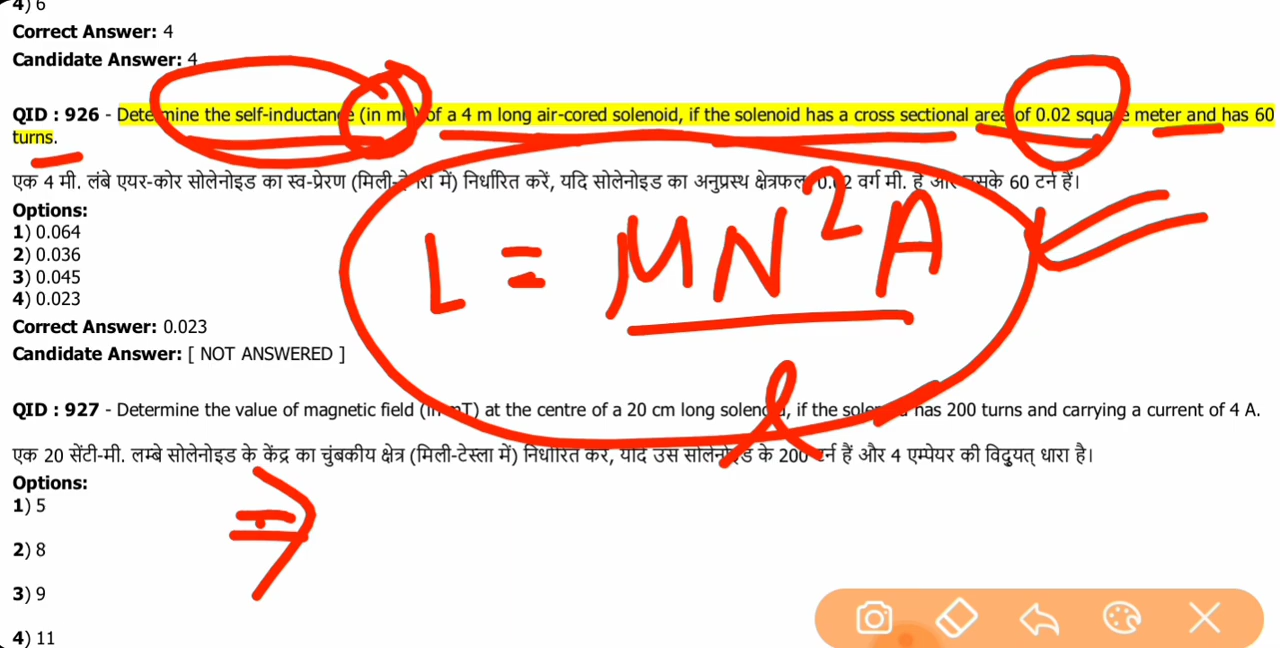 4) 6
Correct Answer: 4
Candidate Answer: 4
QID : 926 - Determine the self-inductance (in mH) of a 4 m long air-cored solenoid, if the solenoid has a cross sectional area of 0.02 square meter and has 60
turns.
एक 4 मी. लंबे एयर-कोर सोलेनोइड का स्व-प्रेरण (मिली-हेनरी में) निर्धारित करें, यदि सोलेनोइड का अनुप्रस्थ क्षेत्रफल 0.02 वर्ग मी. है और उसके 60 टर्न हैं।
Options:
1) 0.064
2) 0.036
3) 0.045
4) 0.023
L = μN²A
l
Correct Answer: 0.023
Candidate Answer: [ NOT ANSWERED ]
QID : 927 - Determine the value of magnetic field (in mT) at the centre of a 20 cm long solenoid, if the solenoid has 200 turns and carrying a current of 4 A.
एक 20 सेंटी-मी. लम्बे सोलेनोइड के केंद्र का चुंबकीय क्षेत्र (मिली-टेस्ला में) निर्धारित करें, यदि उस सोलेनोइड के 200 टर्न हैं और 4 एम्पेयर की विद्युत् धारा है।
Options:
1) 5
2) 8
3) 9
4) 11